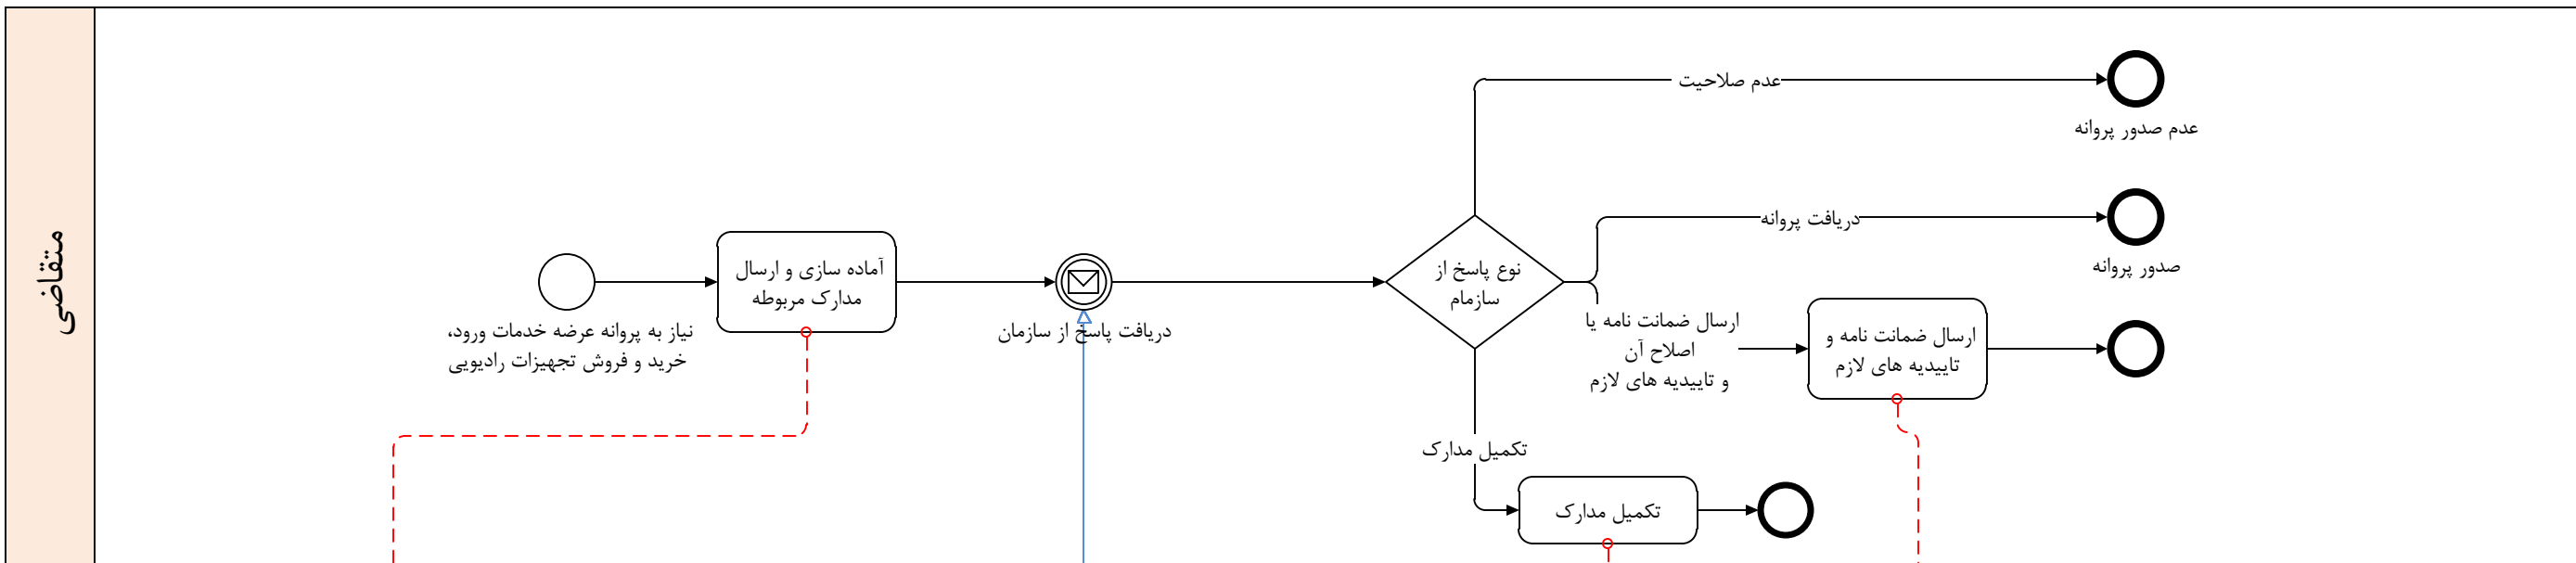 متقاضی
نیاز به پروانه عرضه خدمات ورود،
خرید و فروش تجهیزات رادیویی
آماده سازی و ارسال
مدارک مربوطه
دریافت پاسخ از سازمان
نوع پاسخ از
سازمام
عدم صلاحیت
عدم صدور پروانه
دریافت پروانه
صدور پروانه
ارسال ضمانت نامه یا
اصلاح آن
و تاییدیه های لازم
ارسال ضمانت نامه و
تاییدیه های لازم
تکمیل مدارک
تکمیل مدارک